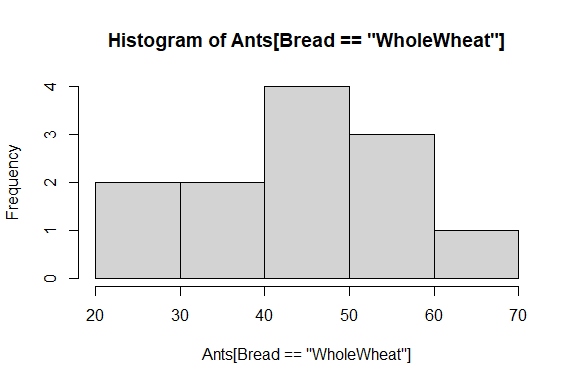 Histogram of Ants[Bread == "WholeWheat"]
Frequency
4
3
2
1
0
20 30 40 50 60 70
Ants[Bread == "WholeWheat"]